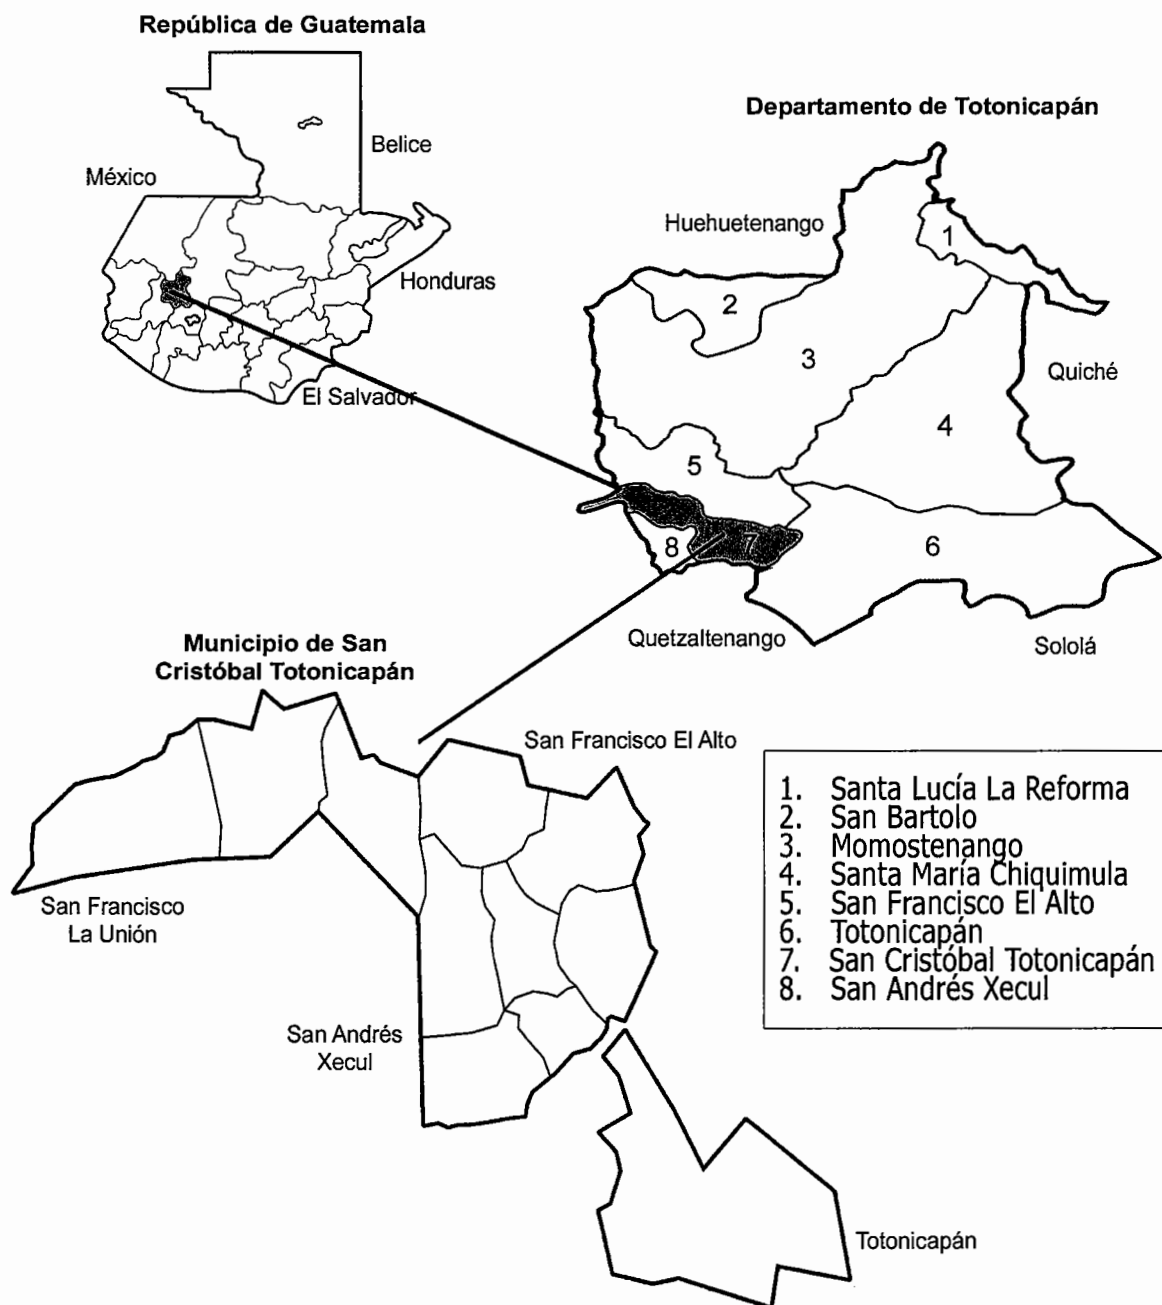 República de Guatemala
Belice
México
Honduras
El Salvador
Departamento de Totonicapán
Huehuetenango
1
2
3
Quiché
4
5
6
7
8
Quetzaltenango
Sololá
Municipio de San
Cristóbal Totonicapán
San Francisco El Alto
San Francisco
La Unión
San Andrés
Xecul
Totonicapán
1. Santa Lucía La Reforma
2. San Bartolo
3. Momostenango
4. Santa María Chiquimula
5. San Francisco El Alto
6. Totonicapán
7. San Cristóbal Totonicapán
8. San Andrés Xecul